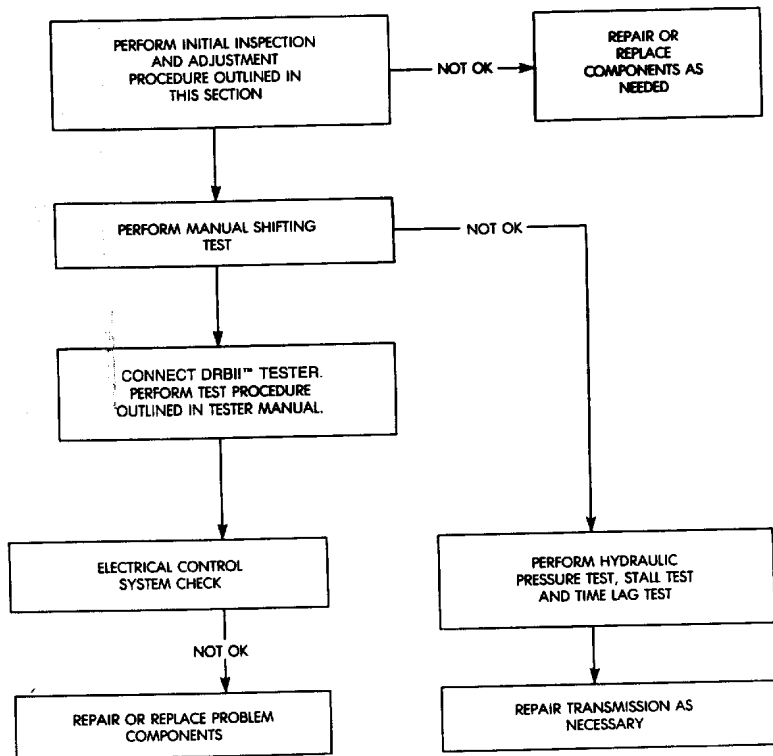 PERFORM INITIAL INSPECTION
AND ADJUSTMENT
PROCEDURE OUTLINED IN
THIS SECTION
NOT OK
REPAIR OR
REPLACE
COMPONENTS AS
NEEDED
PERFORM MANUAL SHIFTING
TEST
NOT OK
CONNECT DRBII™ TESTER.
PERFORM TEST PROCEDURE
OUTLINED IN TESTER MANUAL.
ELECTRICAL CONTROL
SYSTEM CHECK
PERFORM HYDRAULIC
PRESSURE TEST, STALL TEST
AND TIME LAG TEST
NOT OK
REPAIR OR REPLACE PROBLEM
COMPONENTS
REPAIR TRANSMISSION AS
NECESSARY